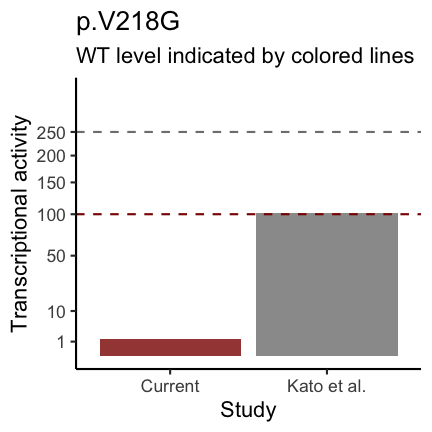 p.V218G
WT level indicated by colored lines
Transcriptional activity
250
200
150
100
50
10
1
Current
Kato et al.
Study